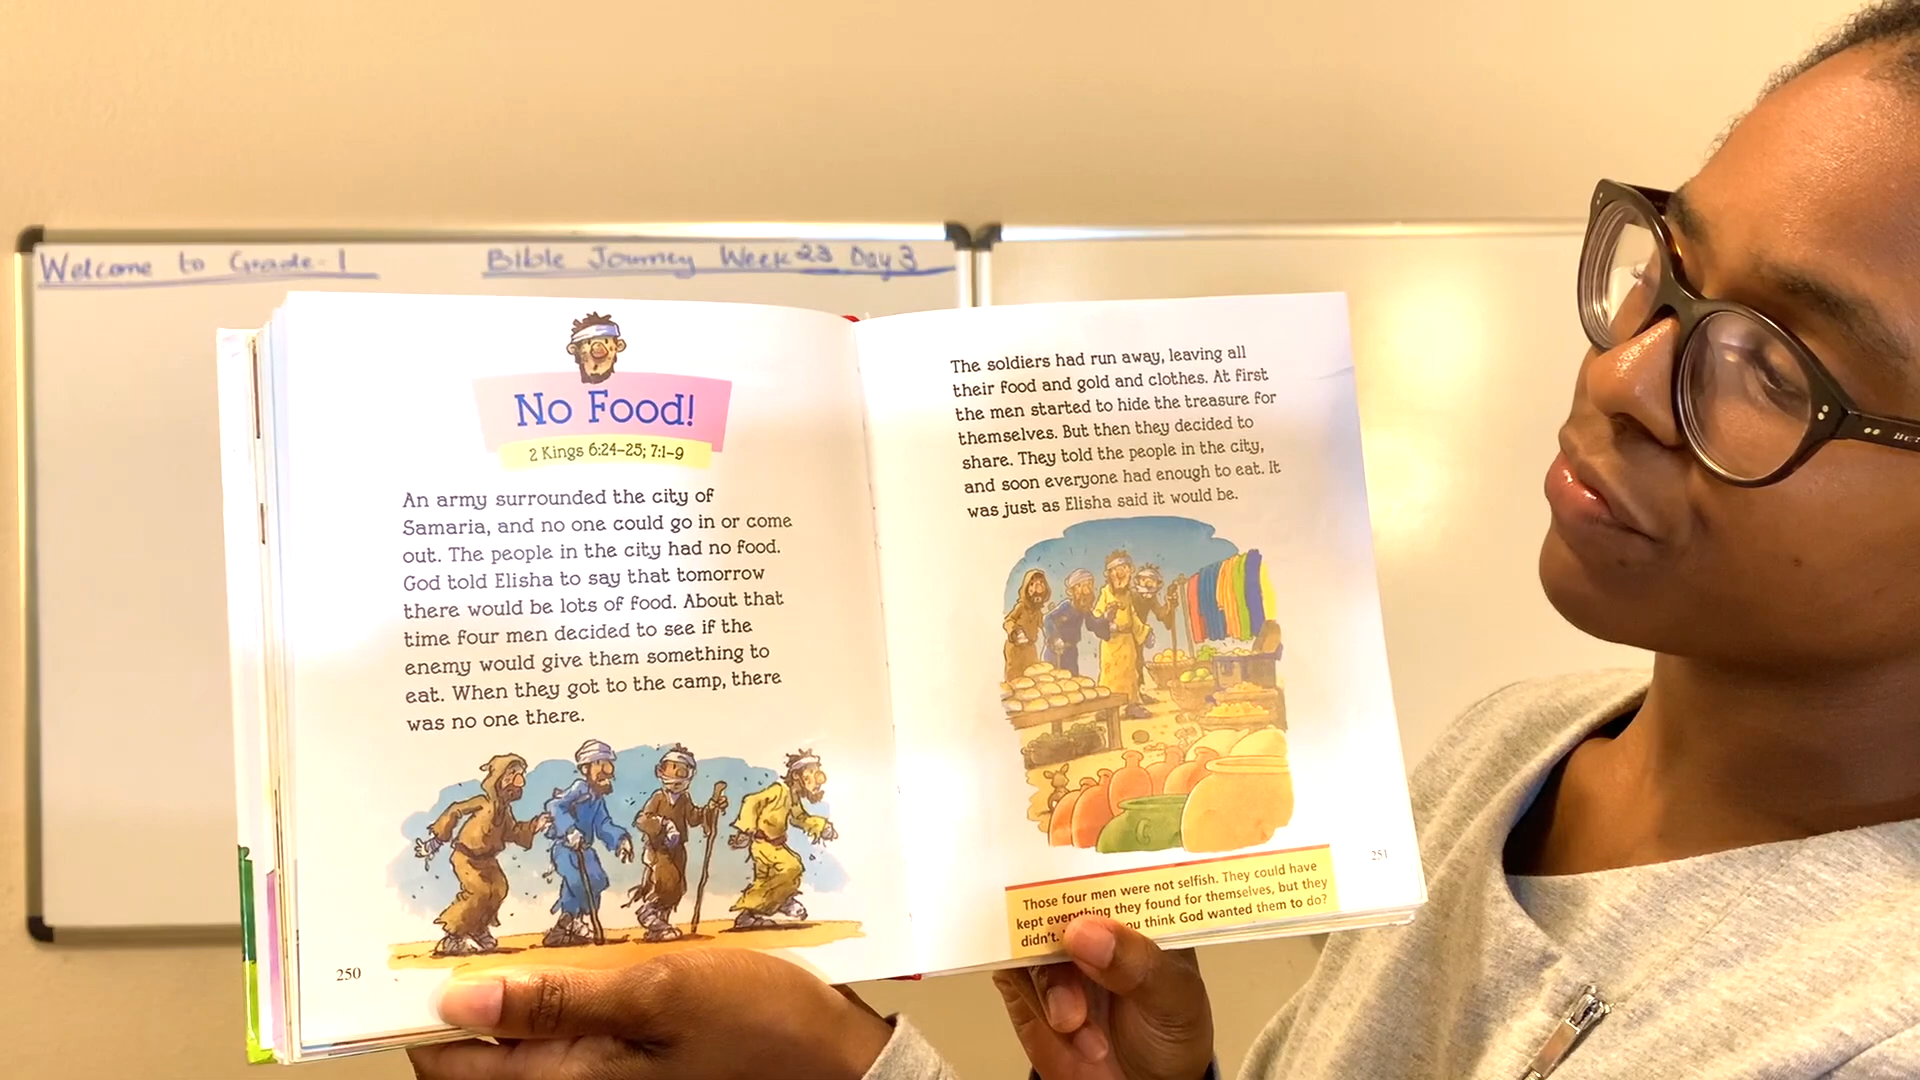 Welcome to Grade-1
Bible Journey Week 23 Day 3
No Food!
2 Kings 6:24–25; 7:1–9
An army surrounded the city of
Samaria, and no one could go in or come
out. The people in the city had no food.
God told Elisha to say that tomorrow
there would be lots of food. About that
time four men decided to see if the
enemy would give them something to
eat. When they got to the camp, there
was no one there.
250
The soldiers had run away, leaving all
their food and gold and clothes. At first
the men started to hide the treasure for
themselves. But then they decided to
share. They told the people in the city,
and soon everyone had enough to eat. It
was just as Elisha said it would be.
251
Those four men were not selfish. They could have
kept everything they found for themselves, but they
didn't. you think God wanted them to do?